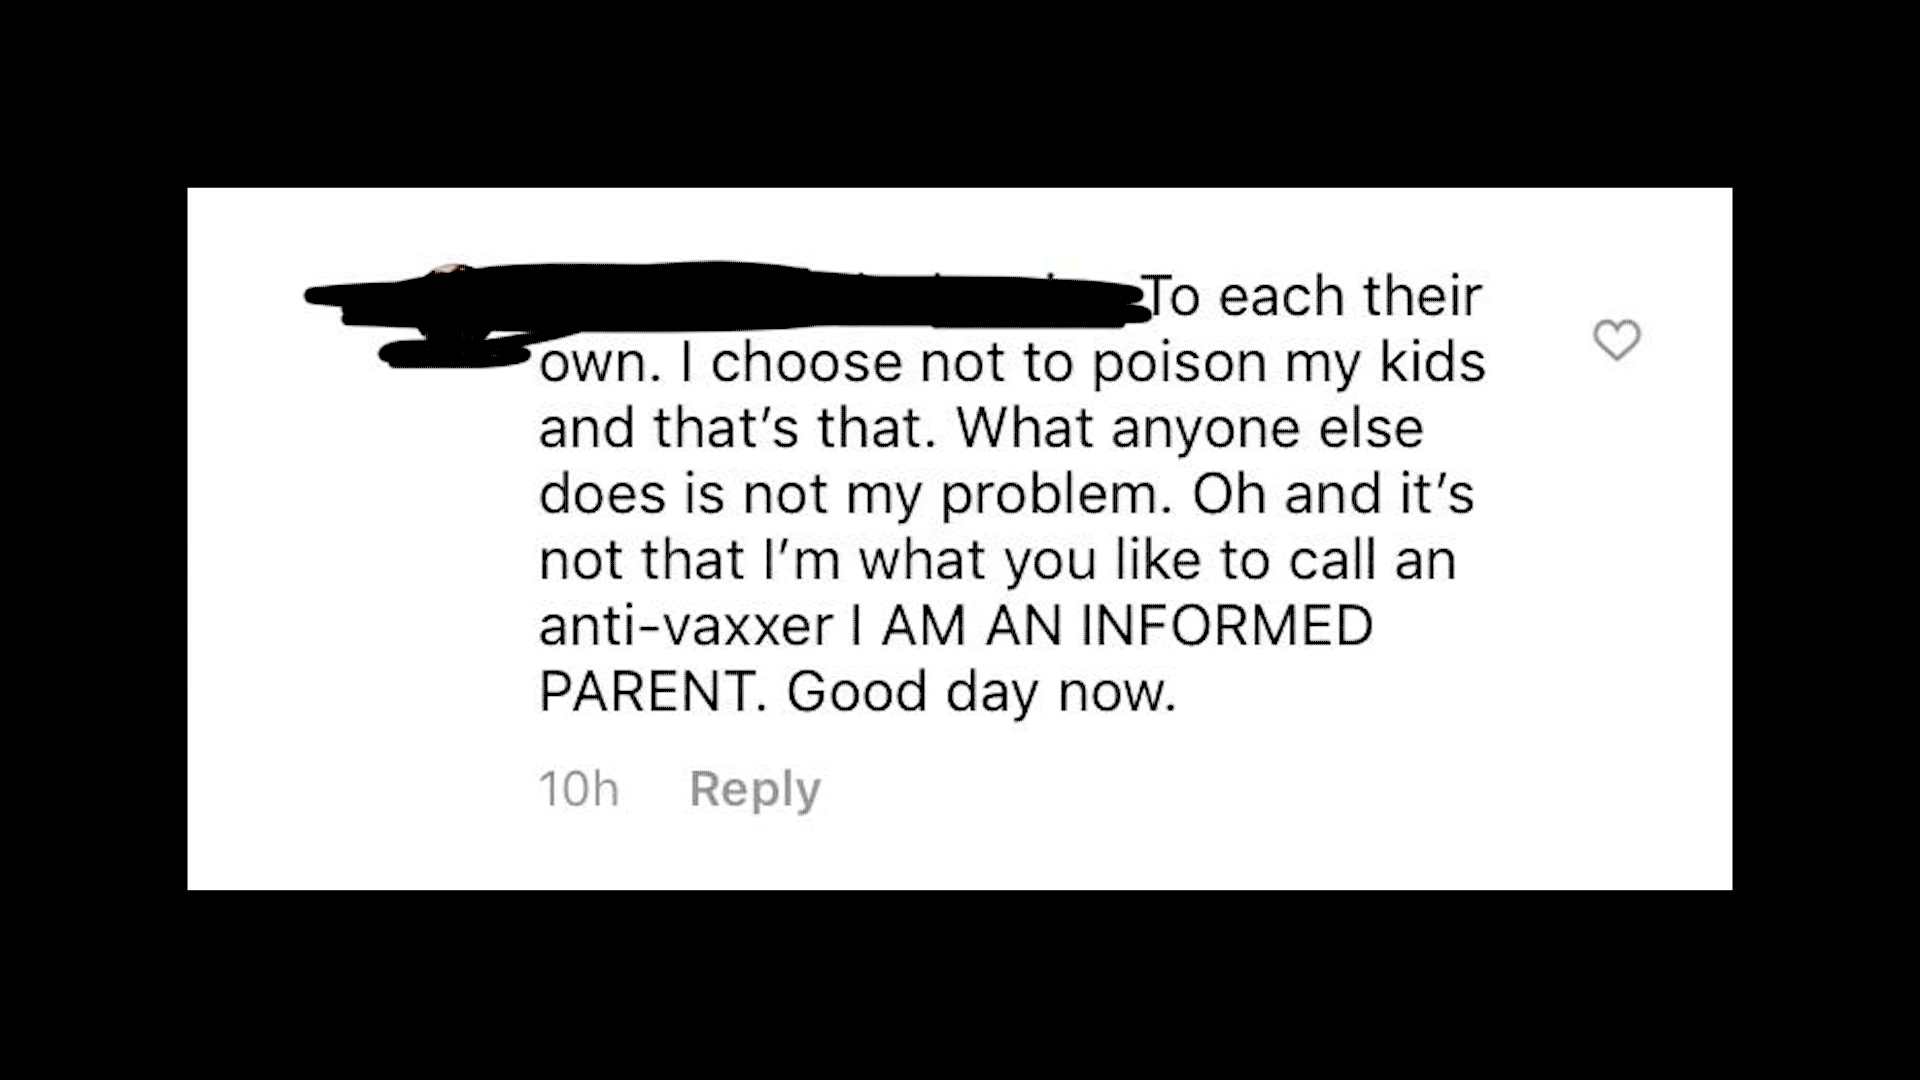 To each their
own. I choose not to poison my kids
and that’s that. What anyone else
does is not my problem. Oh and it’s
not that I’m what you like to call an
anti-vaxxer I AM AN INFORMED
PARENT. Good day now.
10h Reply